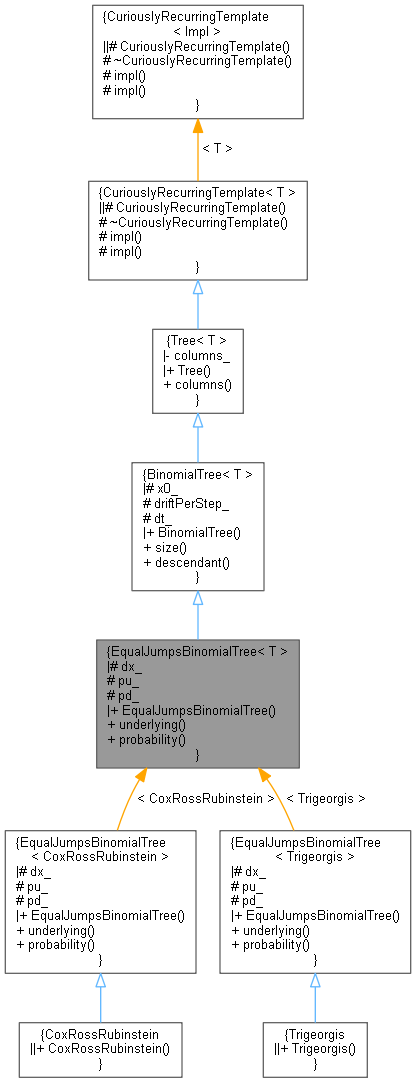 {CuriouslyRecurringTemplate
< Impl >
||# CuriouslyRecurringTemplate()
# ~CuriouslyRecurringTemplate()
# impl()
# impl()
}
< T >
{CuriouslyRecurringTemplate< T >
||# CuriouslyRecurringTemplate()
# ~CuriouslyRecurringTemplate()
# impl()
# impl()
}
{Tree< T >
|- columns_
|+ Tree()
+ columns()
}
{BinomialTree< T >
|# x0_
# driftPerStep_
# dt_
|+ BinomialTree()
+ size()
+ descendant()
}
{EqualJumpsBinomialTree< T >
|# dx_
# pu_
# pd_
|+ EqualJumpsBinomialTree()
+ underlying()
+ probability()
}
< CoxRossRubinstein >
< Trigeorgis >
{EqualJumpsBinomialTree
< CoxRossRubinstein >
|# dx_
# pu_
# pd_
|+ EqualJumpsBinomialTree()
+ underlying()
+ probability()
}
{EqualJumpsBinomialTree
< Trigeorgis >
|# dx_
# pu_
# pd_
|+ EqualJumpsBinomialTree()
+ underlying()
+ probability()
}
{CoxRossRubinstein
||+ CoxRossRubinstein()
}
{Trigeorgis
||+ Trigeorgis()
}